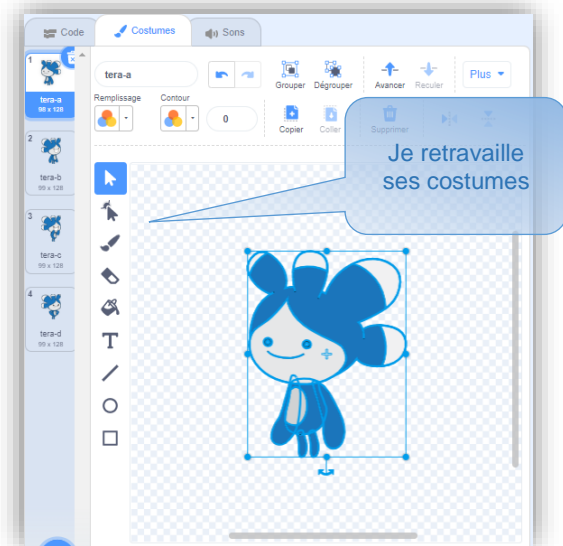 Code
Costumes
Sons
1
tera-a
98 x 128
2
tera-b
99 x 128
3
tera-c
99 x 128
4
tera-d
99 x 128
tera-a
Grouper
Dégrouper
Avancer
Reculer
Plus
Remplissage
Contour
0
Copier
Coller
Supprimer
T
Je retravaille
ses costumes